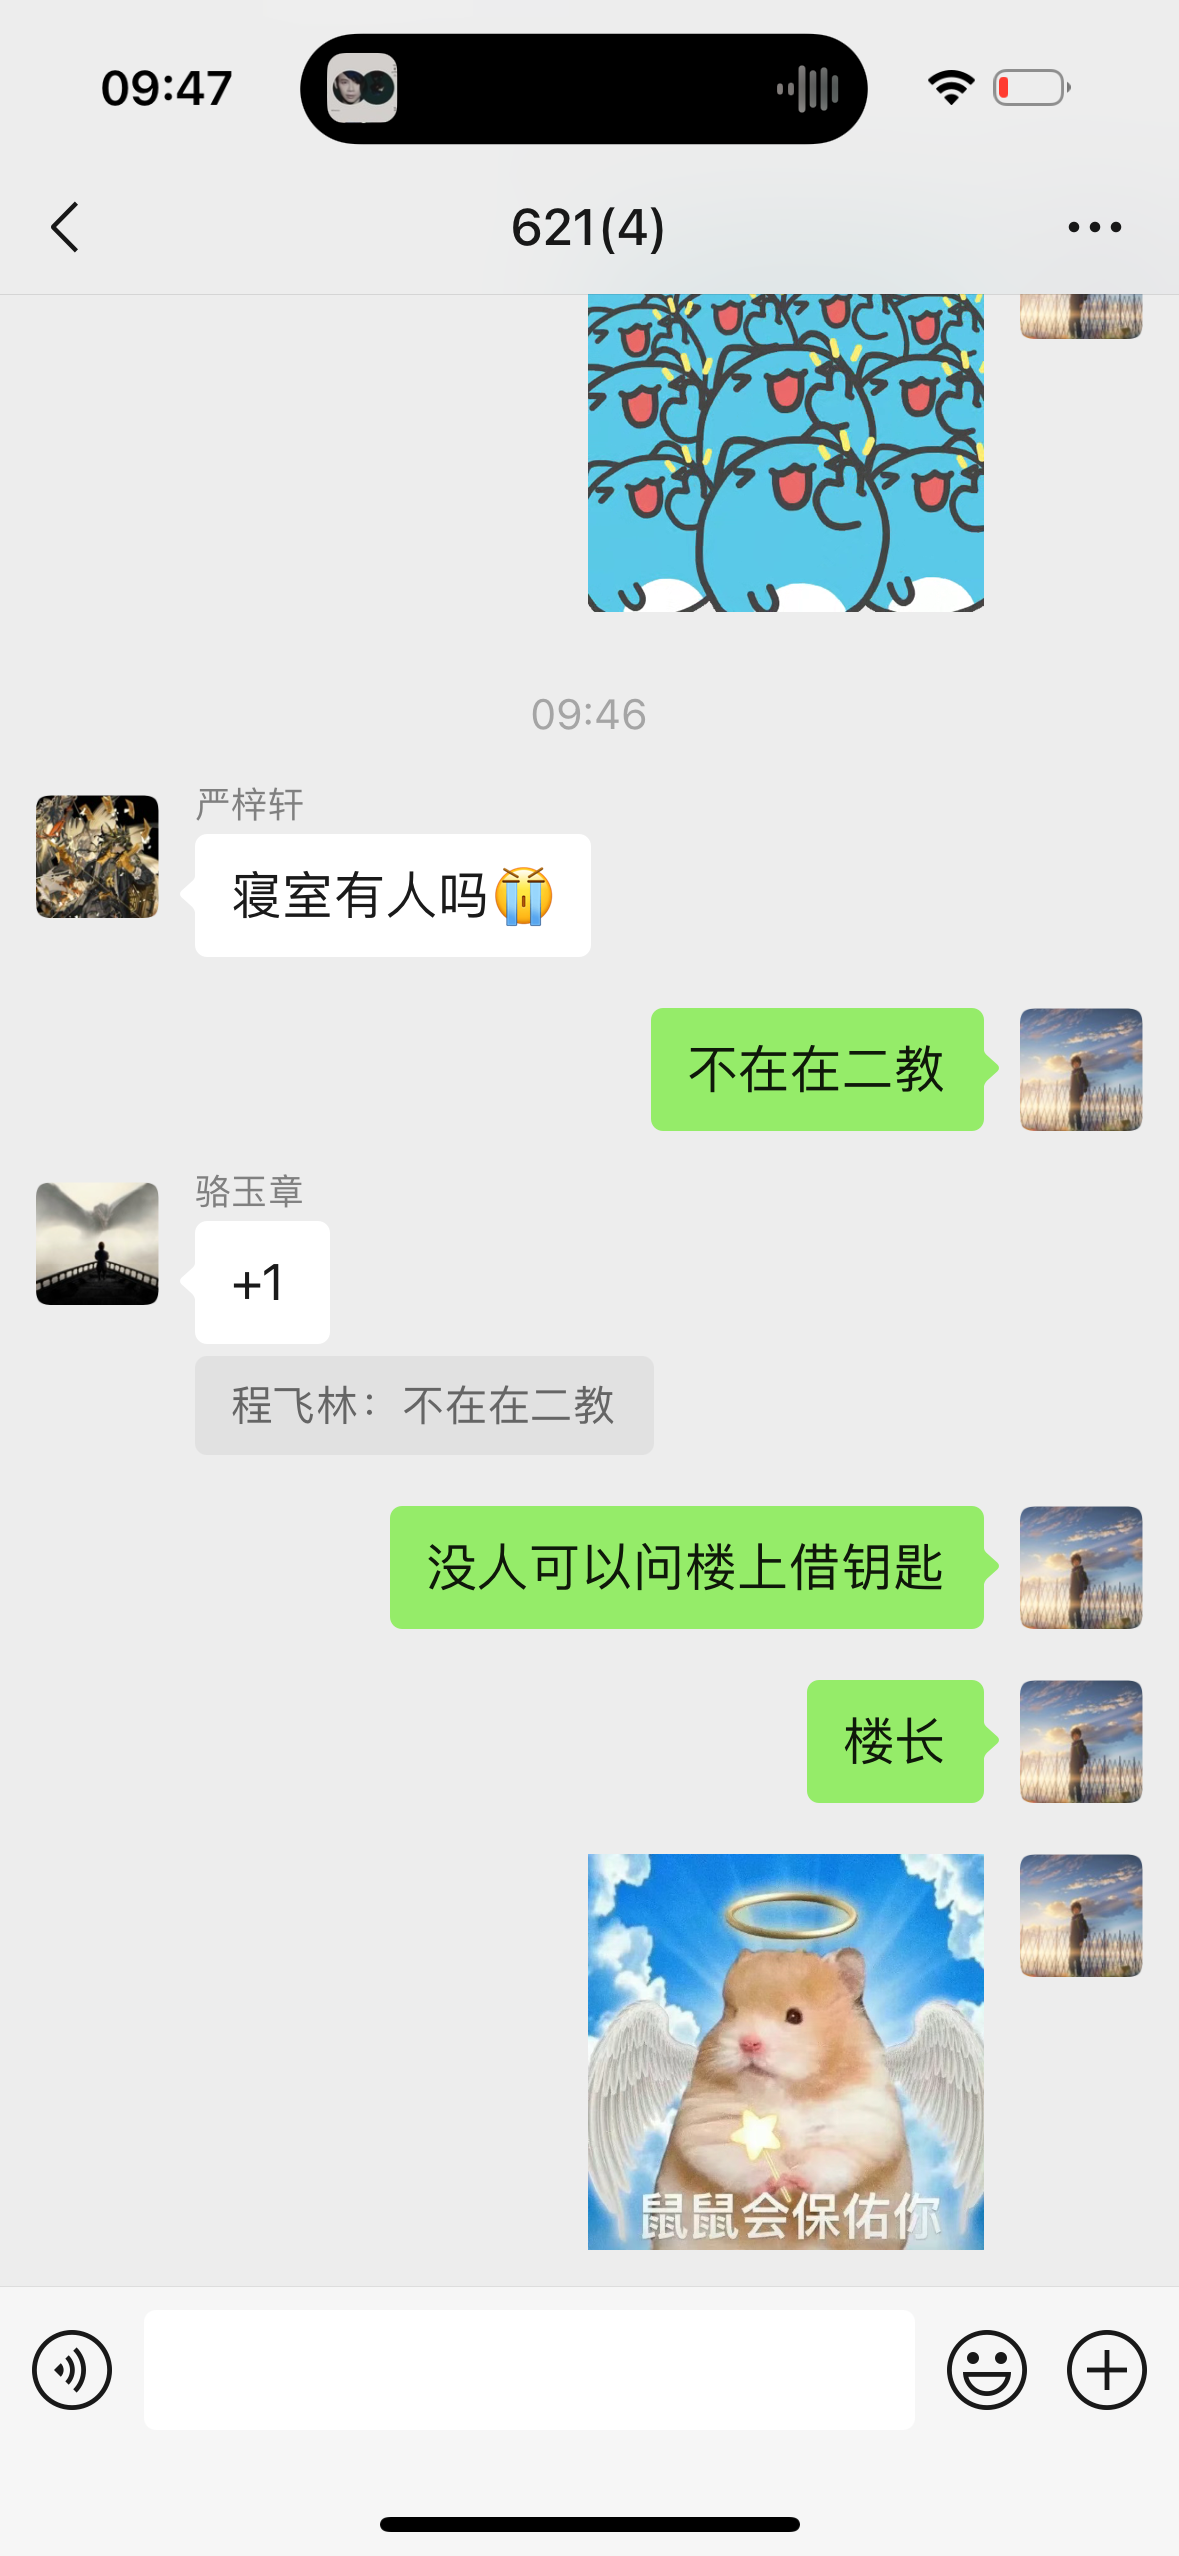 09:47
621(4)
09:46
严梓轩
寝室有人吗😭
不在在二教
骆玉章
+1
程飞林：不在在二教
没人可以问楼上借钥匙
楼长
鼠鼠会保佑你